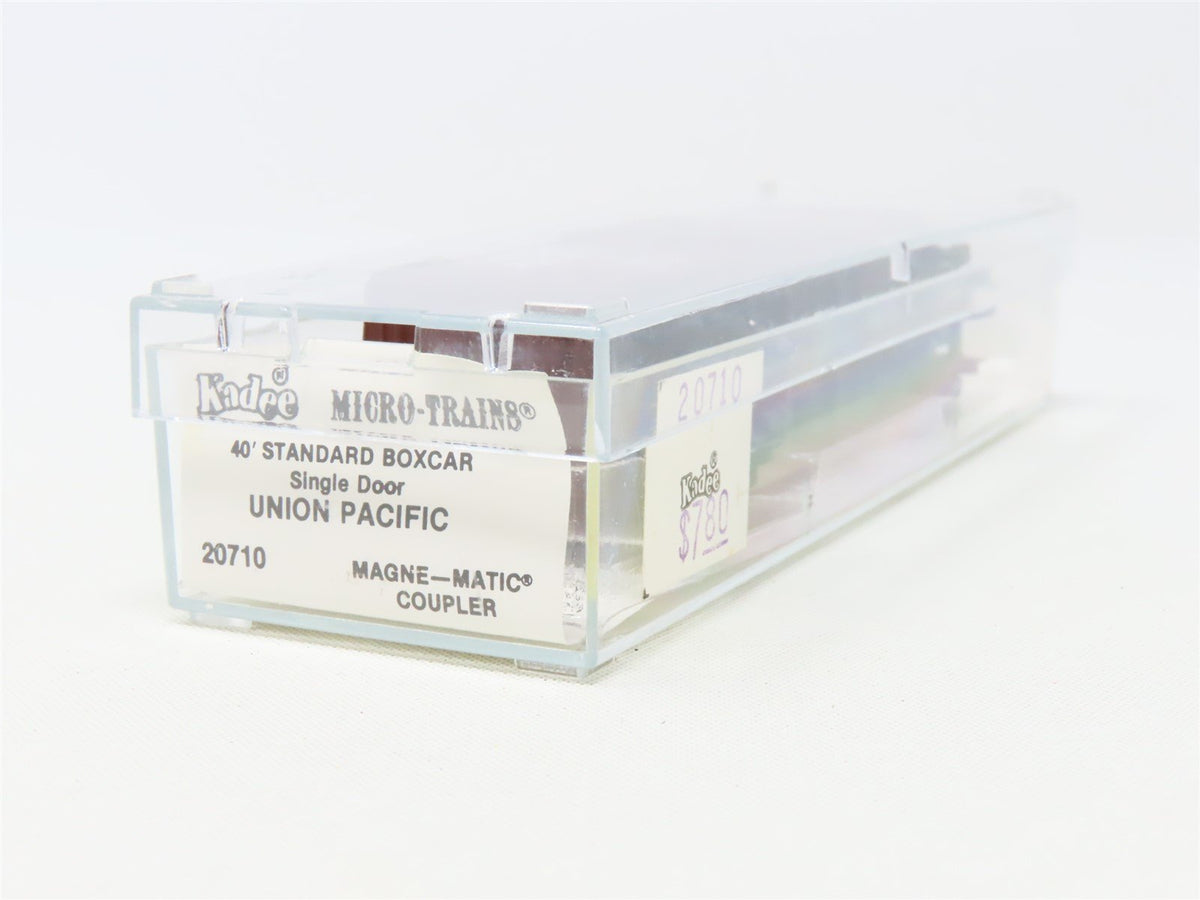 Kadee® MICRO-TRAINS®
40' STANDARD BOXCAR
Single Door
UNION PACIFIC
20710
MAGNE—MATIC®
COUPLER
20710
Kadee®
$780